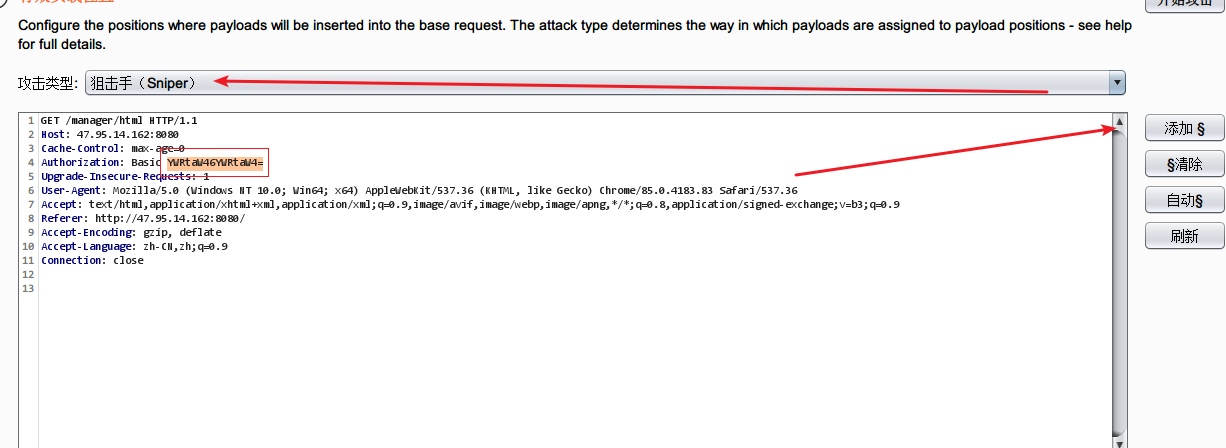 Configure the positions where payloads will be inserted into the base request. The attack type determines the way in which payloads are assigned to payload positions - see help
for full details.
攻击类型: 狙击手（Sniper）
1 GET /manager/html HTTP/1.1
2 Host: 47.95.14.162:8080
3 Cache-Control: max-age=0
4 Authorization: Basic YWRtaW46YWRtaW4=
5 Upgrade-Insecure-Requests: 1
6 User-Agent: Mozilla/5.0 (Windows NT 10.0; Win64; x64) AppleWebKit/537.36 (KHTML, like Gecko) Chrome/85.0.4183.83 Safari/537.36
7 Accept: text/html,application/xhtml+xml,application/xml;q=0.9,image/avif,image/webp,image/apng,*/*;q=0.8,application/signed-exchange;v=b3;q=0.9
8 Referer: http://47.95.14.162:8080/
9 Accept-Encoding: gzip, deflate
10 Accept-Language: zh-CN,zh;q=0.9
11 Connection: close
12
13
添加 §
§清除
自动§
刷新